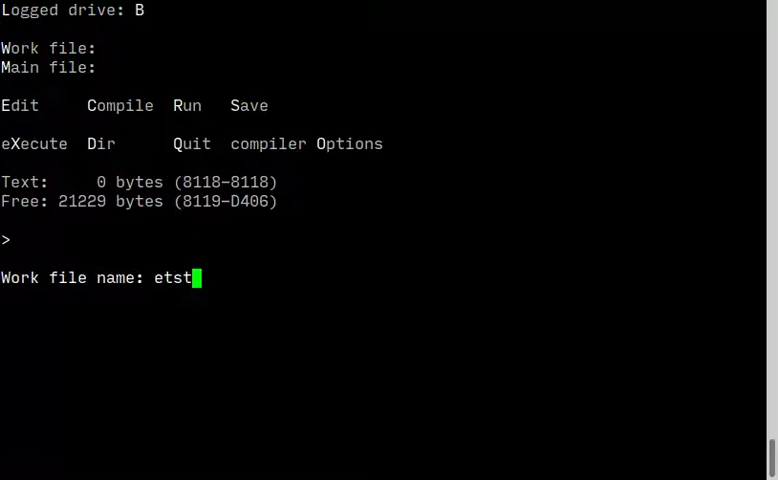 Logged drive: B
Work file:
Main file:
Edit     Compile  Run   Save
eXecute  Dir      Quit  compiler Options
Text:     0 bytes (8118-8118)
Free: 21229 bytes (8119-D406)
>
Work file name: etst